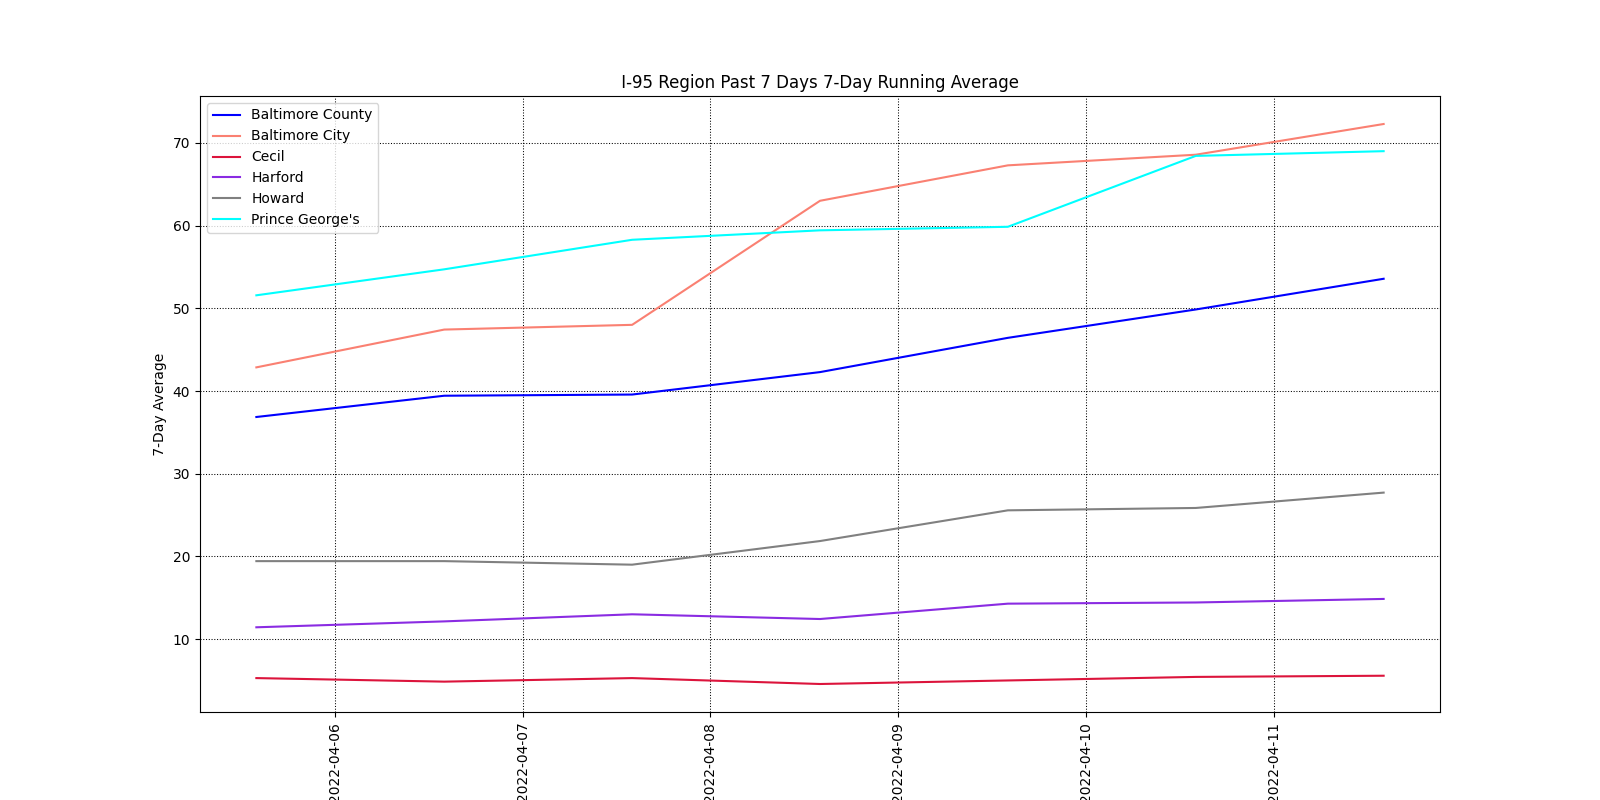 I-95 Region Past 7 Days 7-Day Running Average
Baltimore County
Baltimore City
Cecil
Harford
Howard
Prince George's
7-Day Average
70
60
50
40
30
20
10
2022-04-06
2022-04-07
2022-04-08
2022-04-09
2022-04-10
2022-04-11